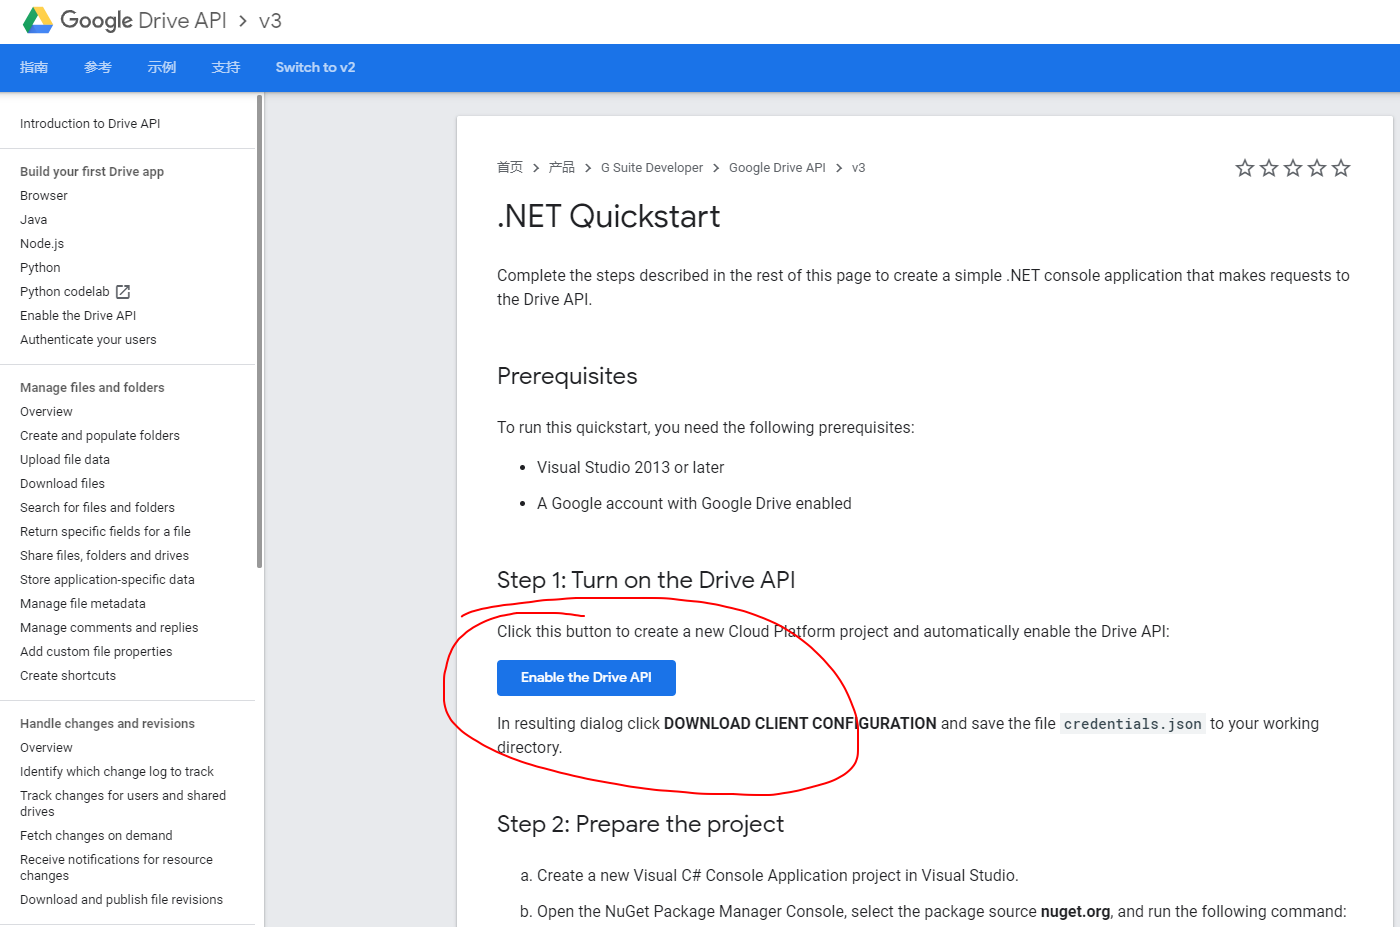 Google Drive API > v3
指南 参考 示例 支持 Switch to v2
Introduction to Drive API
Build your first Drive app
Browser
Java
Node.js
Python
Python codelab
Enable the Drive API
Authenticate your users
Manage files and folders
Overview
Create and populate folders
Upload file data
Download files
Search for files and folders
Return specific fields for a file
Share files, folders and drives
Store application-specific data
Manage file metadata
Manage comments and replies
Add custom file properties
Create shortcuts
Handle changes and revisions
Overview
Identify which change log to track
Track changes for users and shared
drives
Fetch changes on demand
Receive notifications for resource
changes
Download and publish file revisions
首页 > 产品 > G Suite Developer > Google Drive API > v3
.NET Quickstart
Complete the steps described in the rest of this page to create a simple .NET console application that makes requests to
the Drive API.
Prerequisites
To run this quickstart, you need the following prerequisites:
• Visual Studio 2013 or later
• A Google account with Google Drive enabled
Step 1: Turn on the Drive API
Click this button to create a new Cloud Platform project and automatically enable the Drive API:
Enable the Drive API
In resulting dialog click DOWNLOAD CLIENT CONFIGURATION and save the file credentials.json to your working
directory.
Step 2: Prepare the project
a. Create a new Visual C# Console Application project in Visual Studio.
b. Open the NuGet Package Manager Console, select the package source nuget.org, and run the following command: